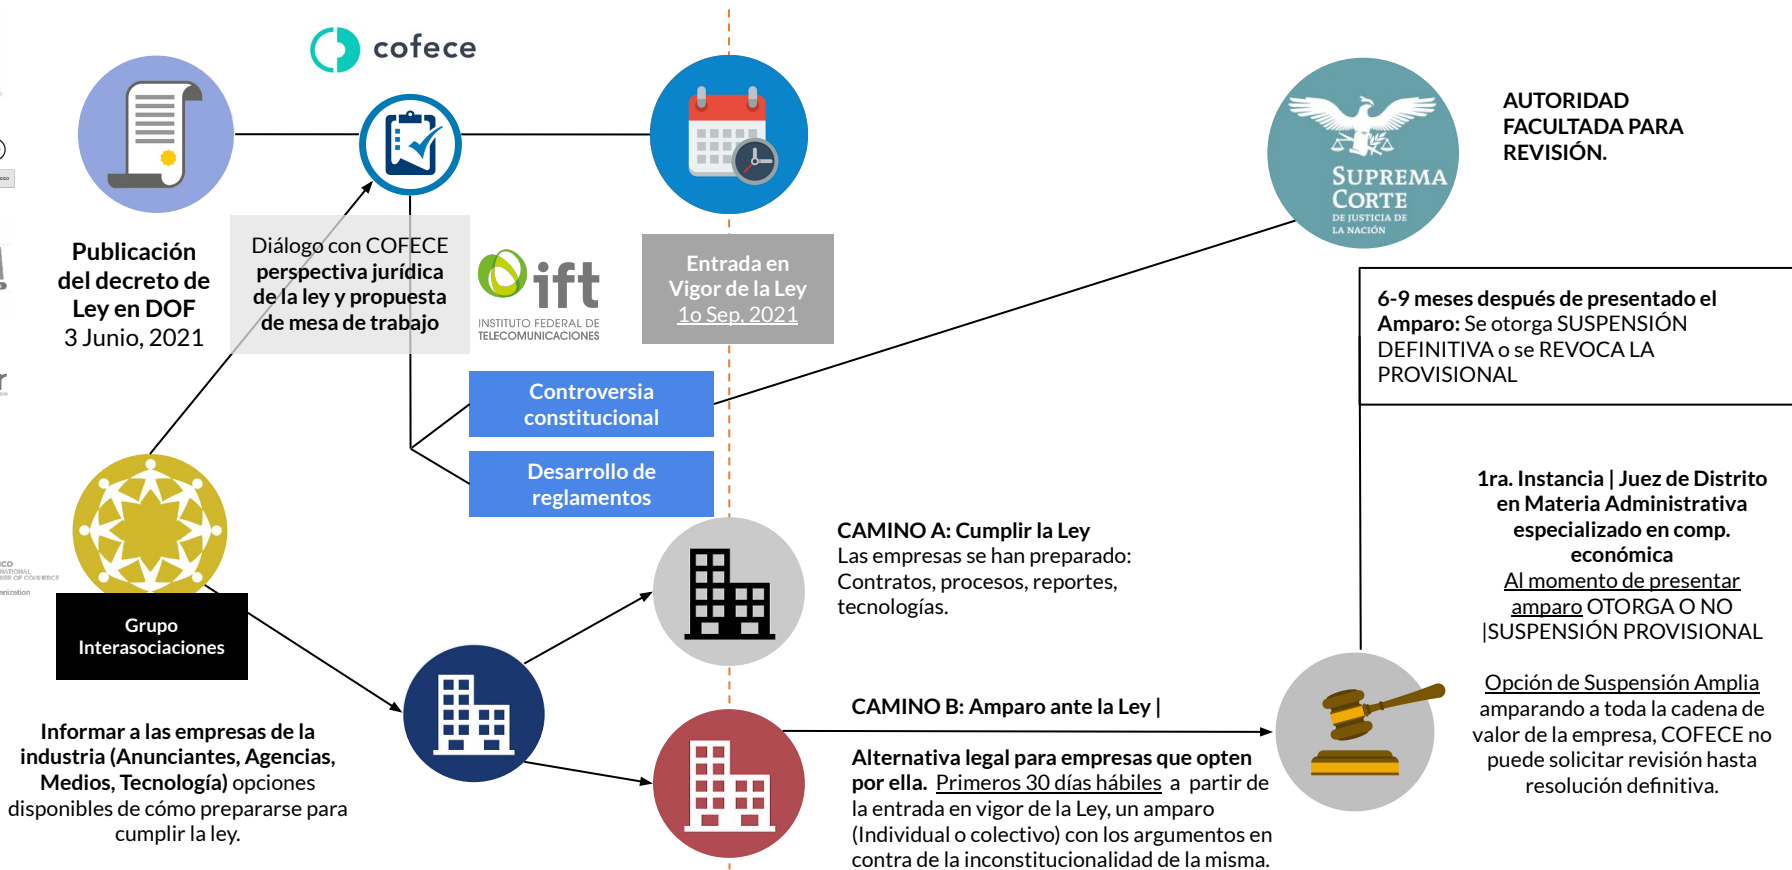 cofece
Publicación
del decreto de
Ley en DOF
3 Junio, 2021
Diálogo con COFECE
perspectiva jurídica
de la ley y propuesta
de mesa de trabajo
ift
INSTITUTO FEDERAL DE
TELECOMUNICACIONES
Entrada en
Vigor de la Ley
1o Sep, 2021
SUPREMA
CORTE
DE JUSTICIA DE
LA NACIÓN
AUTORIDAD
FACULTADA PARA
REVISIÓN.
Controversia
constitucional
Desarrollo de
reglamentos
6-9 meses después de presentado el
Amparo: Se otorga SUSPENSIÓN
DEFINITIVA o se REVOCA LA
PROVISIONAL
Grupo
Interasociaciones
Informar a las empresas de la
industria (Anunciantes, Agencias,
Medios, Tecnología) opciones
disponibles de cómo prepararse para
cumplir la ley.
CAMINO A: Cumplir la Ley
Las empresas se han preparado:
Contratos, procesos, reportes,
tecnologías.
CAMINO B: Amparo ante la Ley |
Alternativa legal para empresas que opten
por ella. Primeros 30 días hábiles a partir de
la entrada en vigor de la Ley, un amparo
(Individual o colectivo) con los argumentos en
contra de la inconstitucionalidad de la misma.
1ra. Instancia | Juez de Distrito
en Materia Administrativa
especializado en comp.
económica
Al momento de presentar
amparo OTORGA O NO
|SUSPENSIÓN PROVISIONAL
Opción de Suspensión Amplia
amparando a toda la cadena de
valor de la empresa, COFECE no
puede solicitar revisión hasta
resolución definitiva.